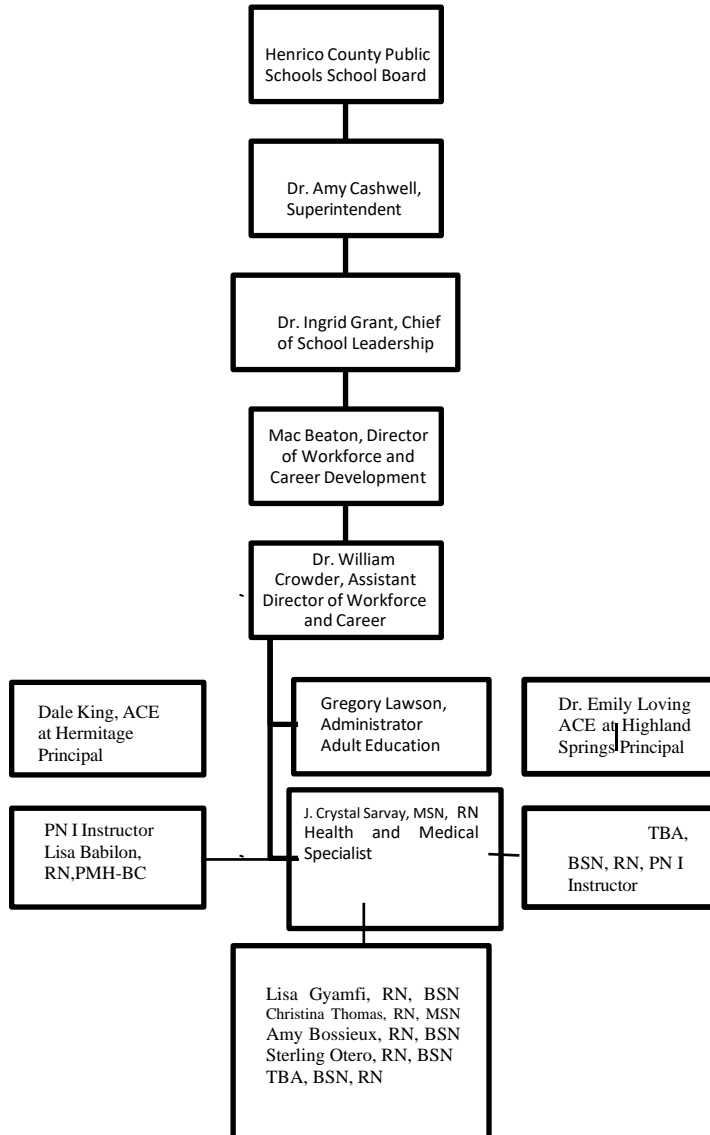 Henrico County Public
Schools School Board
Dr. Amy Cashwell,
Superintendent
Dr. Ingrid Grant, Chief
of School Leadership
Mac Beaton, Director
of Workforce and
Career Development
Dr. William
Crowder, Assistant
Director of Workforce
and Career
Dale King, ACE
at Hermitage
Principal
Gregory Lawson,
Administrator
Adult Education
Dr. Emily Loving
ACE at Highland
Springs Principal
PN I Instructor
Lisa Babilon,
RN,PMH-BC
J. Crystal Sarvay, MSN, RN
Health and Medical
Specialist
TBA,
BSN, RN, PN I
Instructor
Lisa Gyamfi, RN, BSN
Christina Thomas, RN, MSN
Amy Bossieux, RN, BSN
Sterling Otero, RN, BSN
TBA, BSN, RN